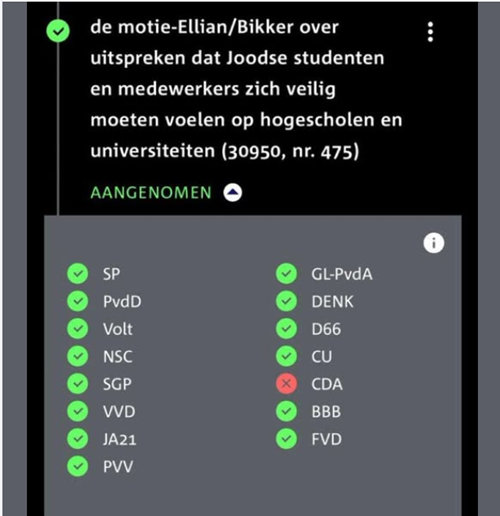 de motie-Ellian/Bikker over
uitspreken dat Joodse studenten
en medewerkers zich veilig
moeten voelen op hogescholen en
universiteiten (30950, nr. 475)
AANGENOMEN
i
SP
PvdD
Volt
NSC
SGP
VVD
JA21
PVV
GL-PvdA
DENK
D66
CU
CDA
BBB
FVD